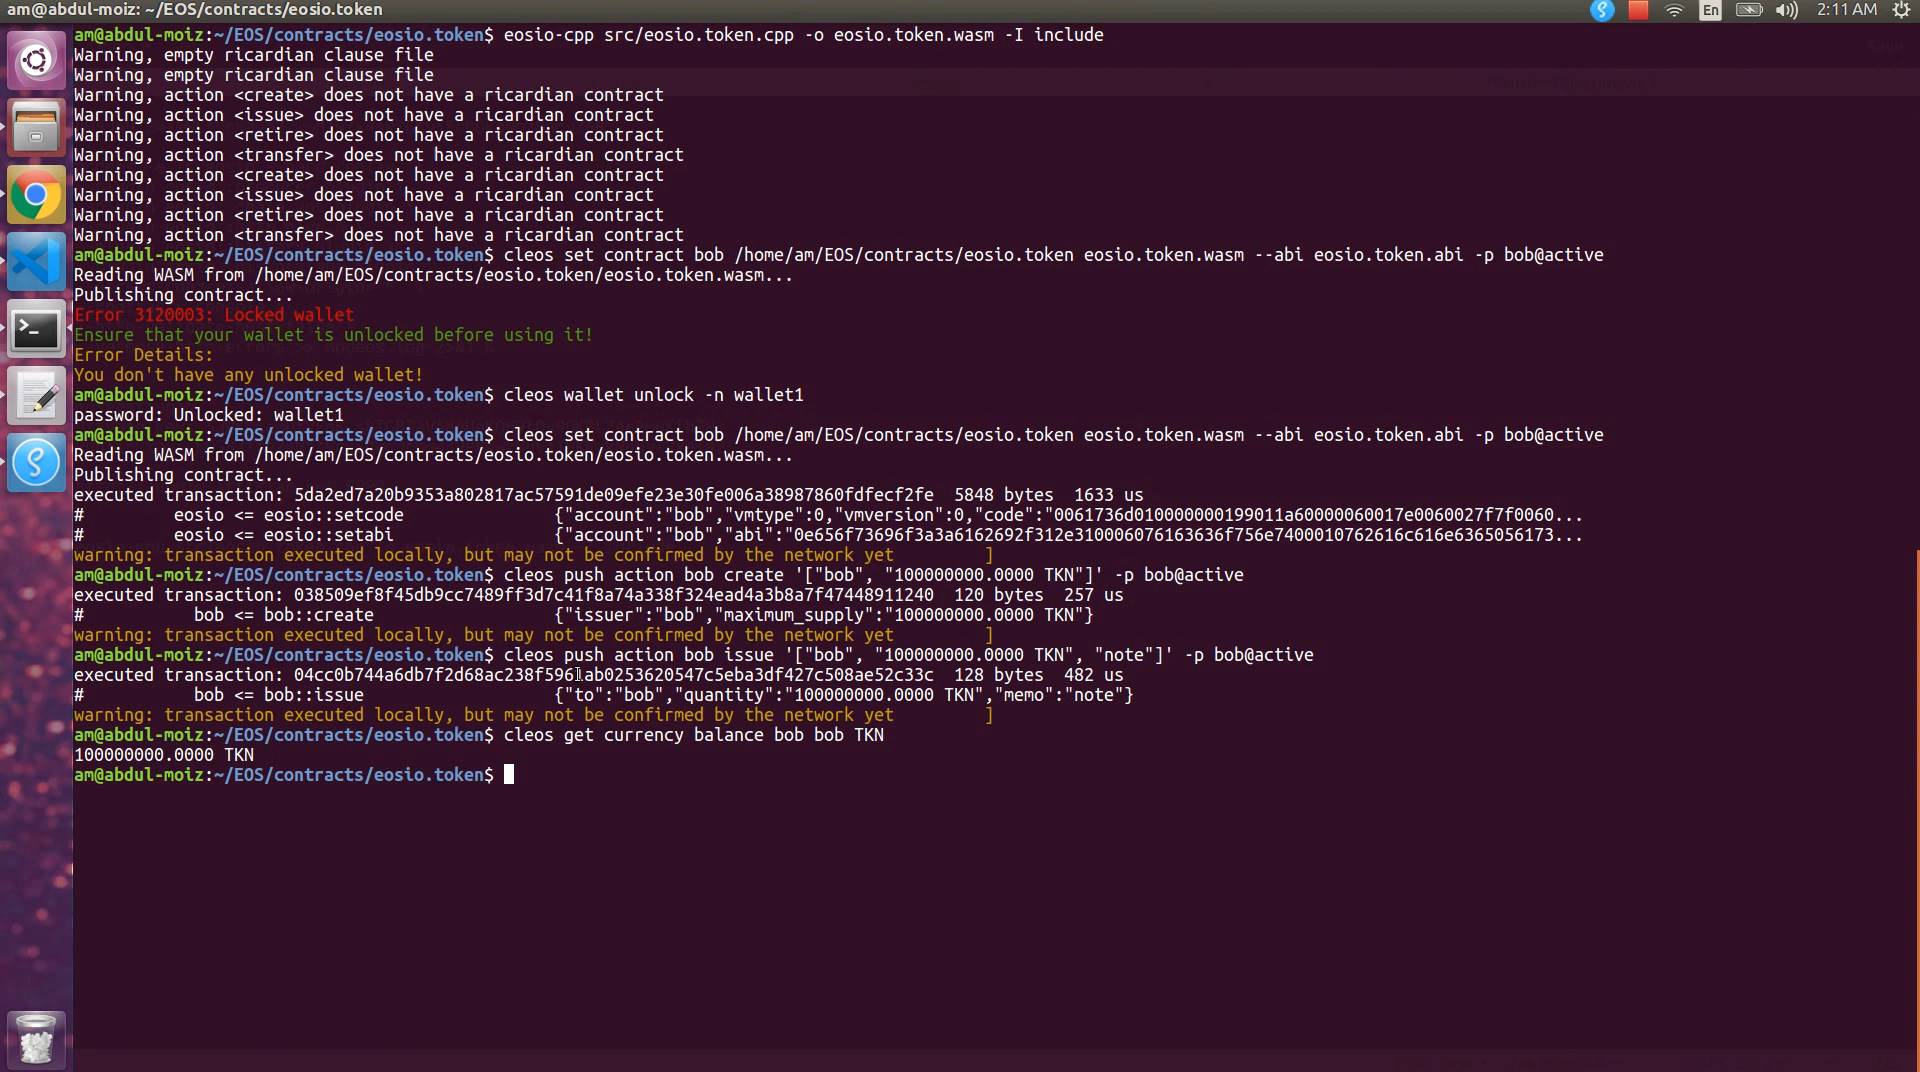 am@abdul-moiz: ~/EOS/contracts/eosio.token
En
2:11 AM
am@abdul-moiz:~/EOS/contracts/eosio.token$ eosio-cpp src/eosio.token.cpp -o eosio.token.wasm -I include
Warning, empty ricardian clause file
Warning, empty ricardian clause file
Warning, action <create> does not have a ricardian contract
Warning, action <issue> does not have a ricardian contract
Warning, action <retire> does not have a ricardian contract
Warning, action <transfer> does not have a ricardian contract
Warning, action <create> does not have a ricardian contract
Warning, action <issue> does not have a ricardian contract
Warning, action <retire> does not have a ricardian contract
Warning, action <transfer> does not have a ricardian contract
am@abdul-moiz:~/EOS/contracts/eosio.token$ cleos set contract bob /home/am/EOS/contracts/eosio.token eosio.token.wasm --abi eosio.token.abi -p bob@active
Reading WASM from /home/am/EOS/contracts/eosio.token/eosio.token.wasm...
Publishing contract...
Error 3120003: Locked wallet
Ensure that your wallet is unlocked before using it!
Error Details:
You don't have any unlocked wallet!
am@abdul-moiz:~/EOS/contracts/eosio.token$ cleos wallet unlock -n wallet1
password: Unlocked: wallet1
am@abdul-moiz:~/EOS/contracts/eosio.token$ cleos set contract bob /home/am/EOS/contracts/eosio.token eosio.token.wasm --abi eosio.token.abi -p bob@active
Reading WASM from /home/am/EOS/contracts/eosio.token/eosio.token.wasm...
Publishing contract...
executed transaction: 5da2ed7a20b9353a802817ac57591de09efe23e30fe006a38987860fdfecf2fe  5848 bytes  1633 us
#         eosio <= eosio::setcode               {"account":"bob","vmtype":0,"vmversion":0,"code":"0061736d010000000199011a60000060017e0060027f7f0060...
#         eosio <= eosio::setabi                {"account":"bob","abi":"0e656f73696f3a3a6162692f312e310006076163636f756e7400010762616c616e6365056173...
warning: transaction executed locally, but may not be confirmed by the network yet         ]
am@abdul-moiz:~/EOS/contracts/eosio.token$ cleos push action bob create '["bob", "100000000.0000 TKN"]' -p bob@active
executed transaction: 038509ef8f45db9cc7489ff3d7c41f8a74a338f324ead4a3b8a7f47448911240  120 bytes  257 us
#           bob <= bob::create                  {"issuer":"bob","maximum_supply":"100000000.0000 TKN"}
warning: transaction executed locally, but may not be confirmed by the network yet         ]
am@abdul-moiz:~/EOS/contracts/eosio.token$ cleos push action bob issue '["bob", "100000000.0000 TKN", "note"]' -p bob@active
executed transaction: 04cc0b744a6db7f2d68ac238f5961ab0253620547c5eba3df427c508ae52c33c  128 bytes  482 us
#           bob <= bob::issue                   {"to":"bob","quantity":"100000000.0000 TKN","memo":"note"}
warning: transaction executed locally, but may not be confirmed by the network yet         ]
am@abdul-moiz:~/EOS/contracts/eosio.token$ cleos get currency balance bob bob TKN
100000000.0000 TKN
am@abdul-moiz:~/EOS/contracts/eosio.token$